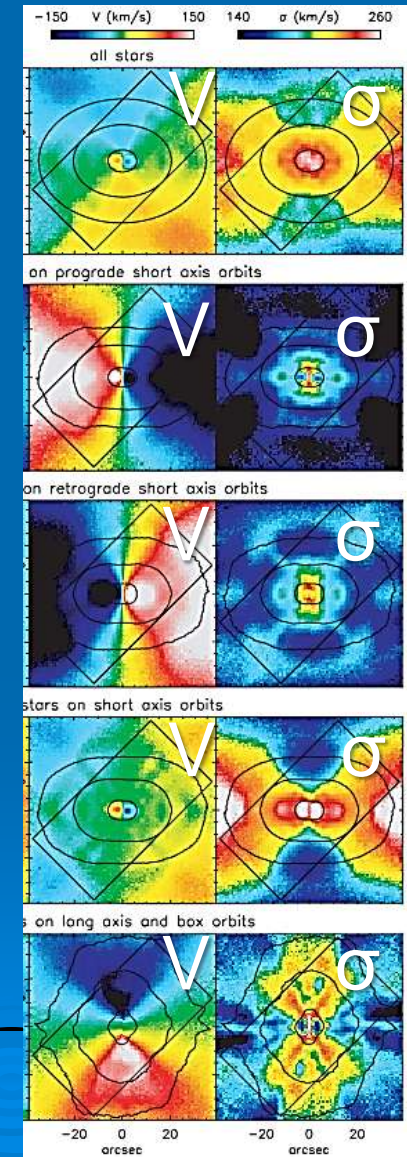 −150 V (km/s) 150 140 σ (km/s) 260
all stars
V σ
on prograde short axis orbits
V σ
on retrograde short axis orbits
V σ
stars on short axis orbits
V σ
on long axis and box orbits
V σ
−20 0 20 −20 0 20
arcsec arcsec